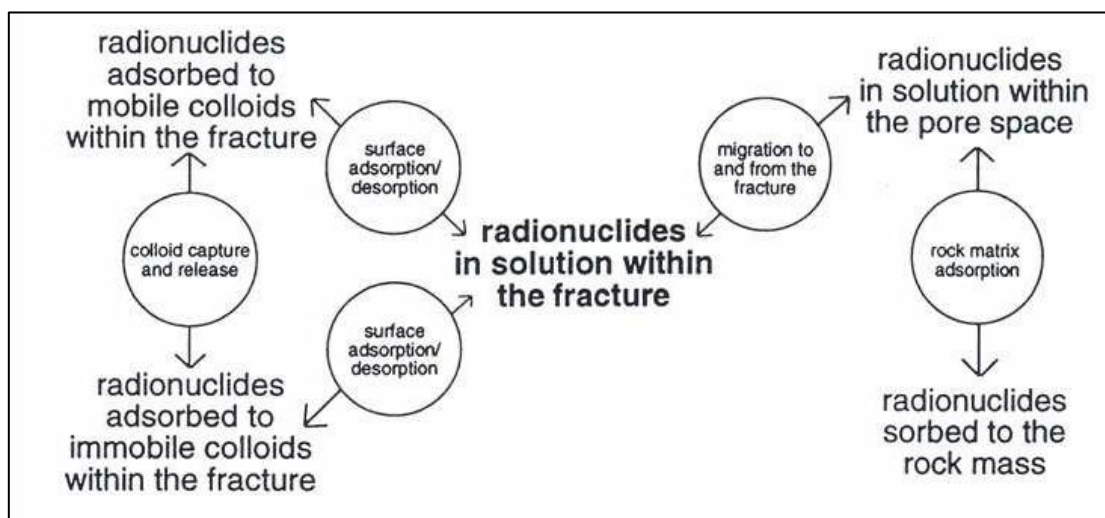 radionuclides
adsorbed to
mobile colloids
within the fracture
surface
adsorption/
desorption
colloid capture
and release
surface
adsorption/
desorption
radionuclides
adsorbed to
immobile colloids
within the fracture
radionuclides
in solution within
the fracture
migration to
and from the
fracture
radionuclides
in solution within
the pore space
rock matrix
adsorption
radionuclides
sorbed to the
rock mass